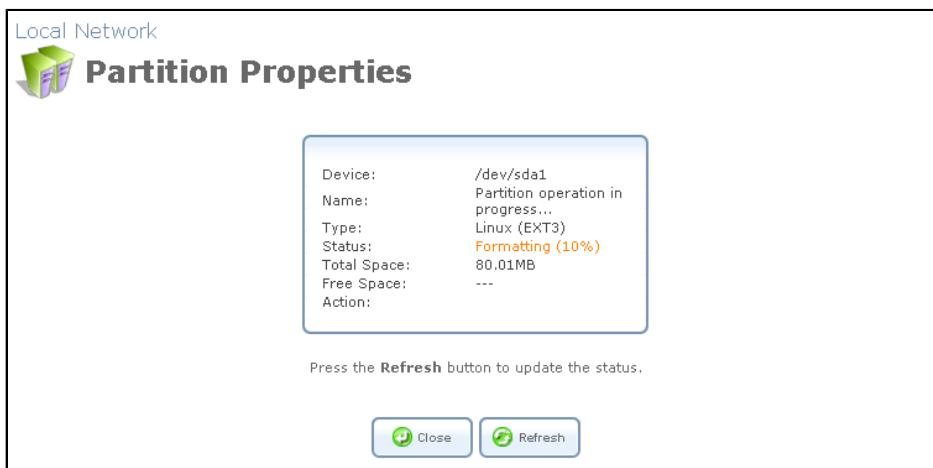 Local Network
Partition Properties
Device: /dev/sda1
Name: Partition operation in
progress...
Type: Linux (EXT3)
Status: Formatting (10%)
Total Space: 80.01MB
Free Space: ---
Action:
Press the Refresh button to update the status.
Close Refresh